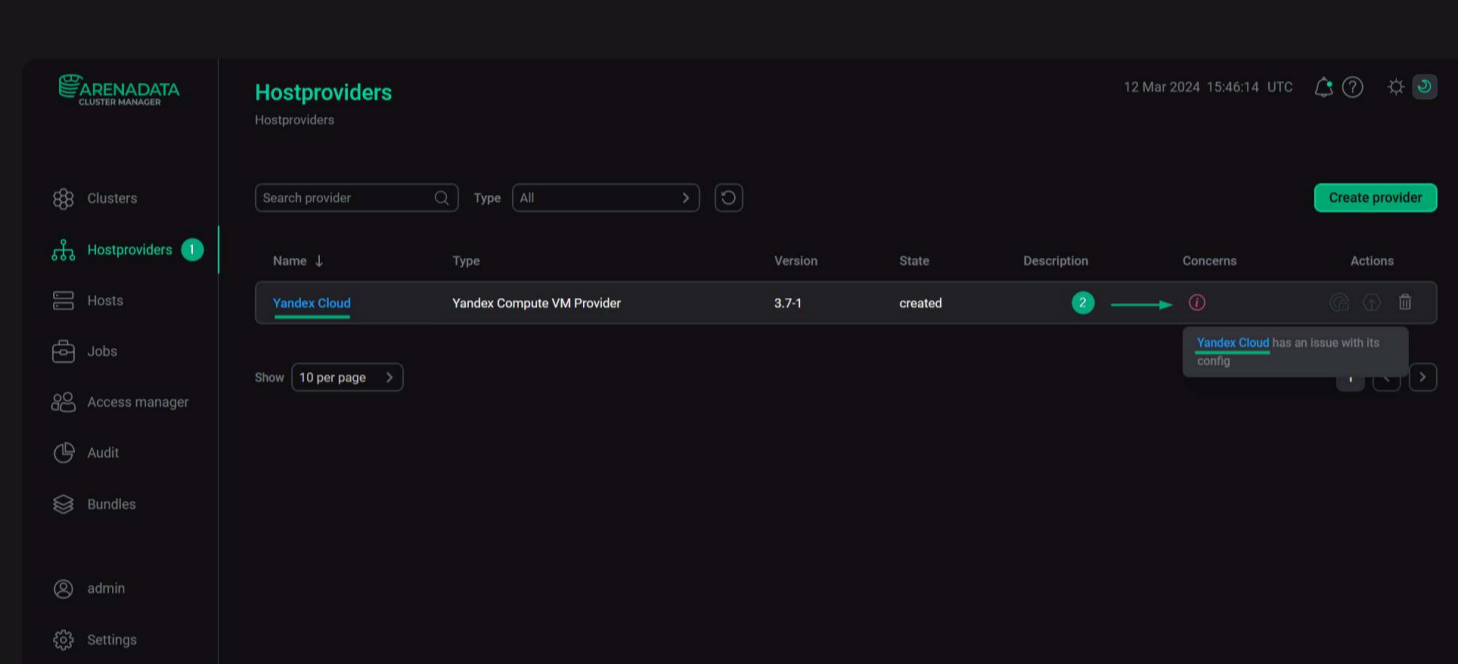 ARENADATA
CLUSTER MANAGER
Hostproviders
Hostproviders
12 Mar 2024 15:46:14 UTC
Clusters
Hostproviders 1
Hosts
Jobs
Access manager
Audit
Bundles
admin
Settings
Search provider Type All Create provider
Name ↓ Type Version State Description Concerns Actions
Yandex Cloud Yandex Compute VM Provider 3.7-1 created 2
Yandex Cloud has an issue with its
config
Show 10 per page 1